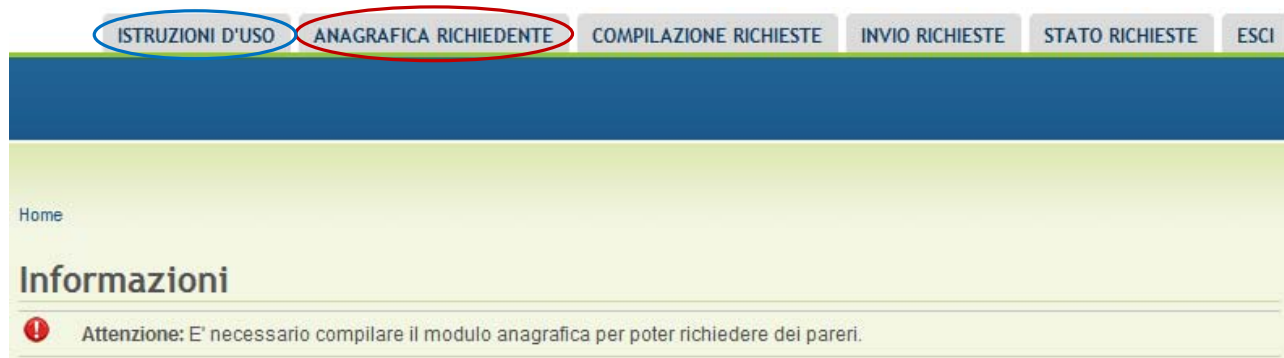 ISTRUZIONI D'USO ANAGRAFICA RICHIEDENTE COMPILAZIONE RICHIESTE INVIO RICHIESTE STATO RICHIESTE ESCI
Home
Informazioni
Attenzione: E' necessario compilare il modulo anagrafica per poter richiedere dei pareri.